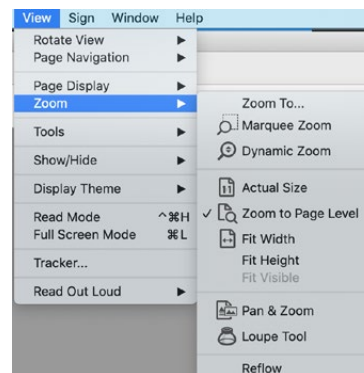 View Sign Window Help
Rotate View
Page Navigation
Page Display
Zoom
Tools
Show/Hide
Display Theme
Read Mode ^⌘H
Full Screen Mode ⌘L
Tracker...
Read Out Loud
Zoom To...
Marquee Zoom
Dynamic Zoom
Actual Size
Zoom to Page Level
Fit Width
Fit Height
Fit Visible
Pan & Zoom
Loupe Tool
Reflow